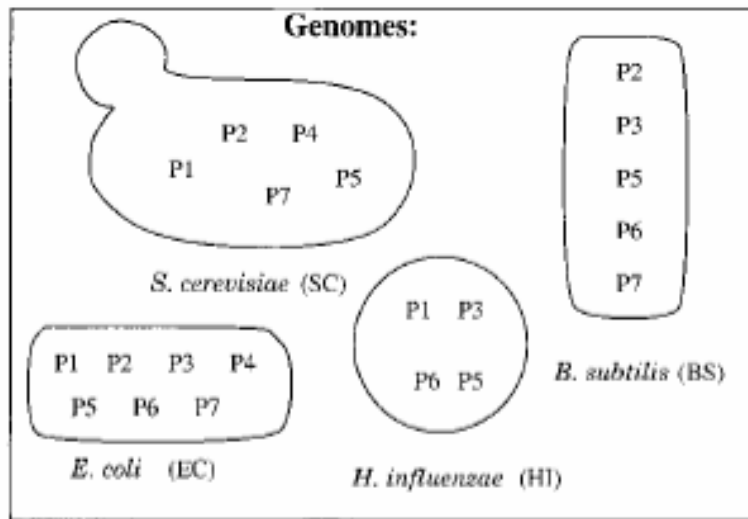 Genomes:
P2 P4
P1
P7 P5
S. cerevisiae (SC)
P2
P3
P5
P6
P7
B. subtilis (BS)
P1 P3
P6 P5
H. influenzae (HI)
P1 P2 P3 P4
P5 P6 P7
E. coli (EC)